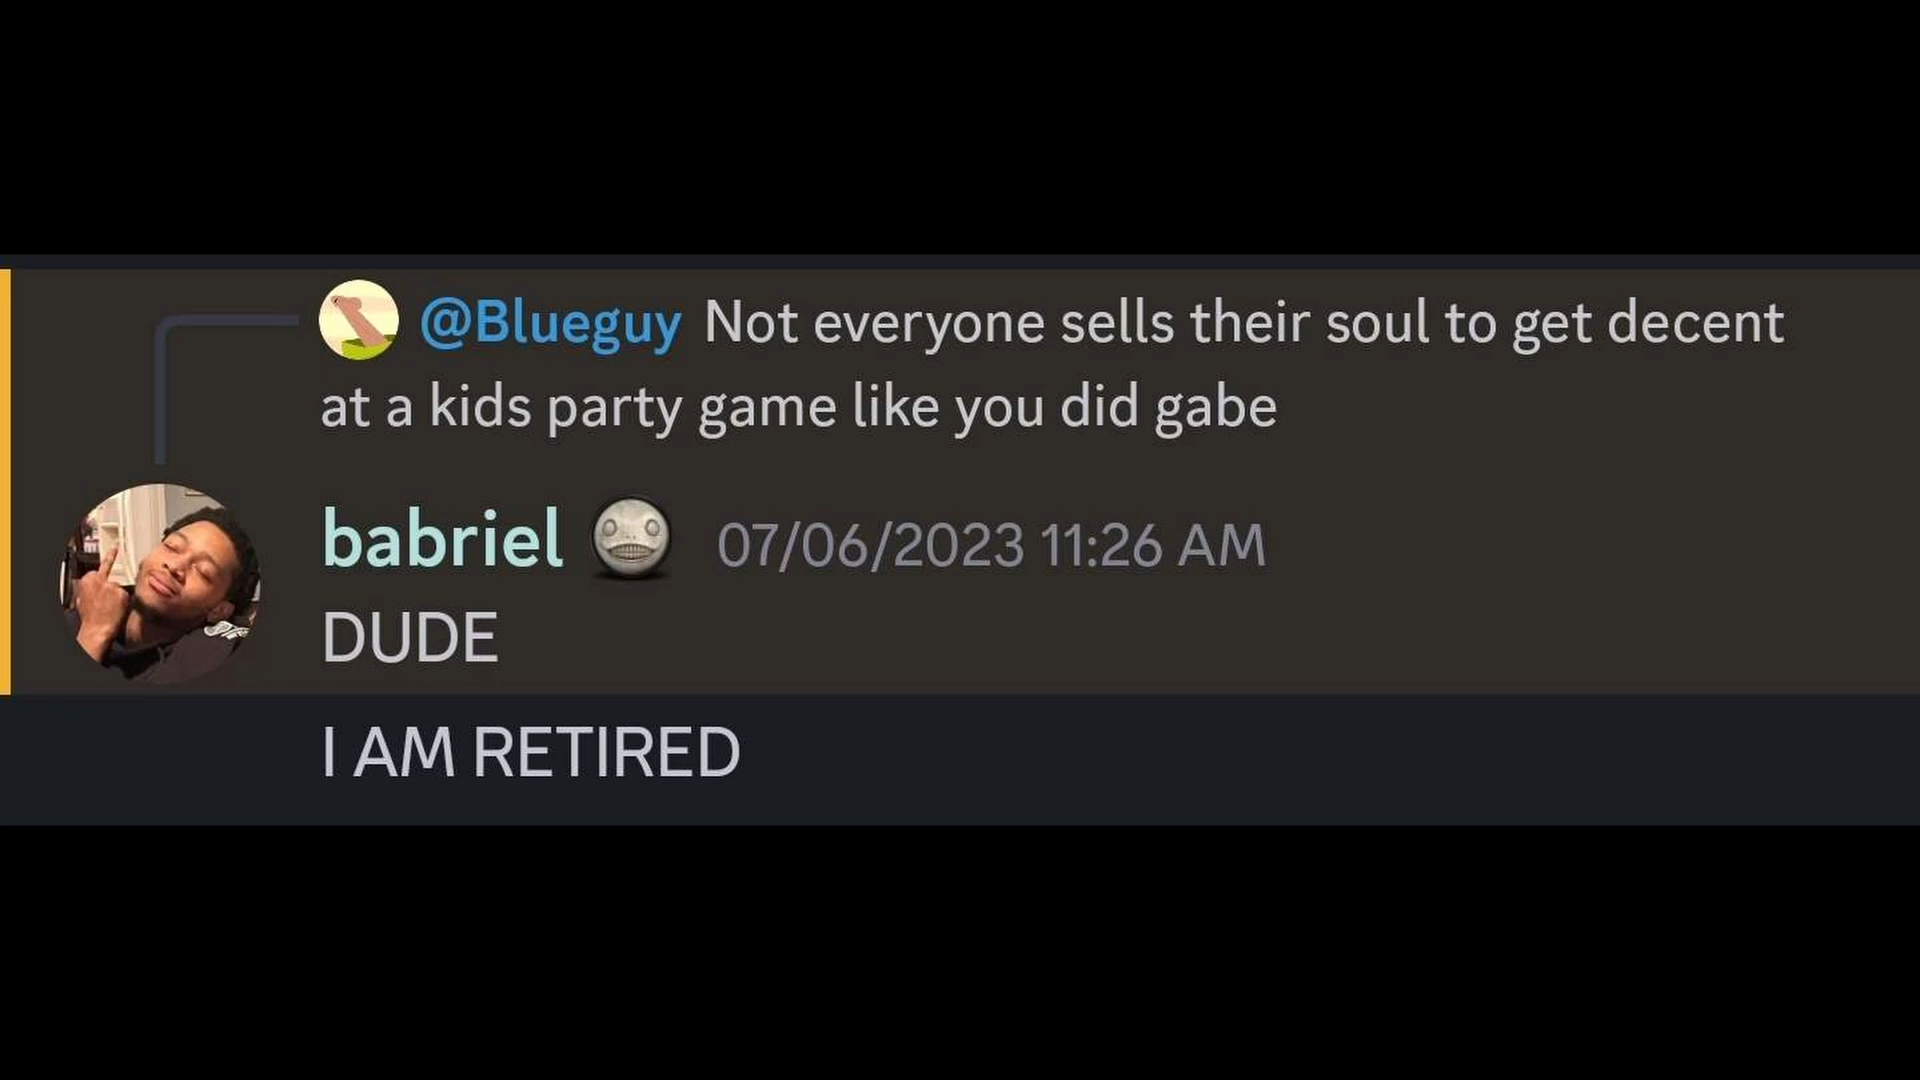 @Blueguy Not everyone sells their soul to get decent
at a kids party game like you did gabe
babriel 07/06/2023 11:26 AM
DUDE
I AM RETIRED